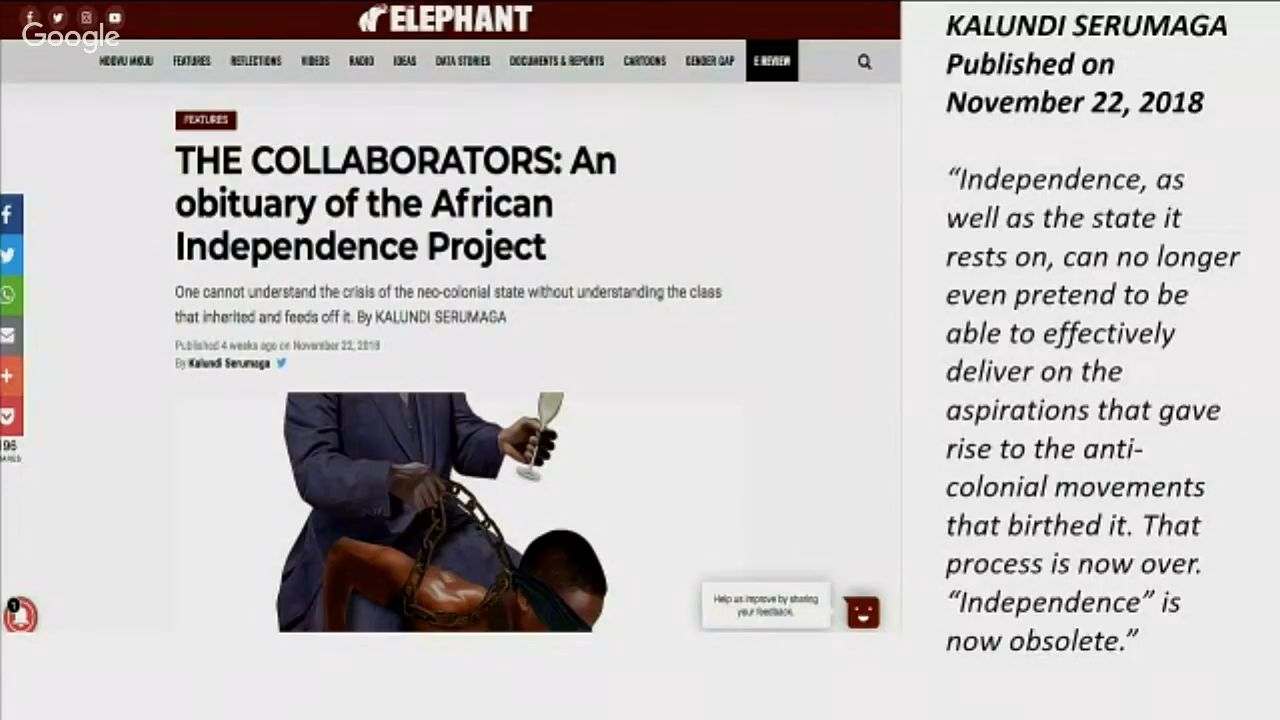 Google
ELEPHANT
NDOVU MKUU FEATURES REFLECTIONS VIDEOS RADIO IDEAS DATA STORIES DOCUMENTS & REPORTS CARTOONS GENDER GAP E-REVIEW
FEATURES
THE COLLABORATORS: An
obituary of the African
Independence Project
One cannot understand the crisis of the neo-colonial state without understanding the class
that inherited and feeds off it. By KALUNDI SERUMAGA
Published 4 weeks ago on November 22, 2018
By Kalundi Serumaga
196
SHARES
1
Help us improve by sharing
your feedback.
KALUNDI SERUMAGA
Published on
November 22, 2018
“Independence, as
well as the state it
rests on, can no longer
even pretend to be
able to effectively
deliver on the
aspirations that gave
rise to the anti-
colonial movements
that birthed it. That
process is now over.
“Independence” is
now obsolete.”